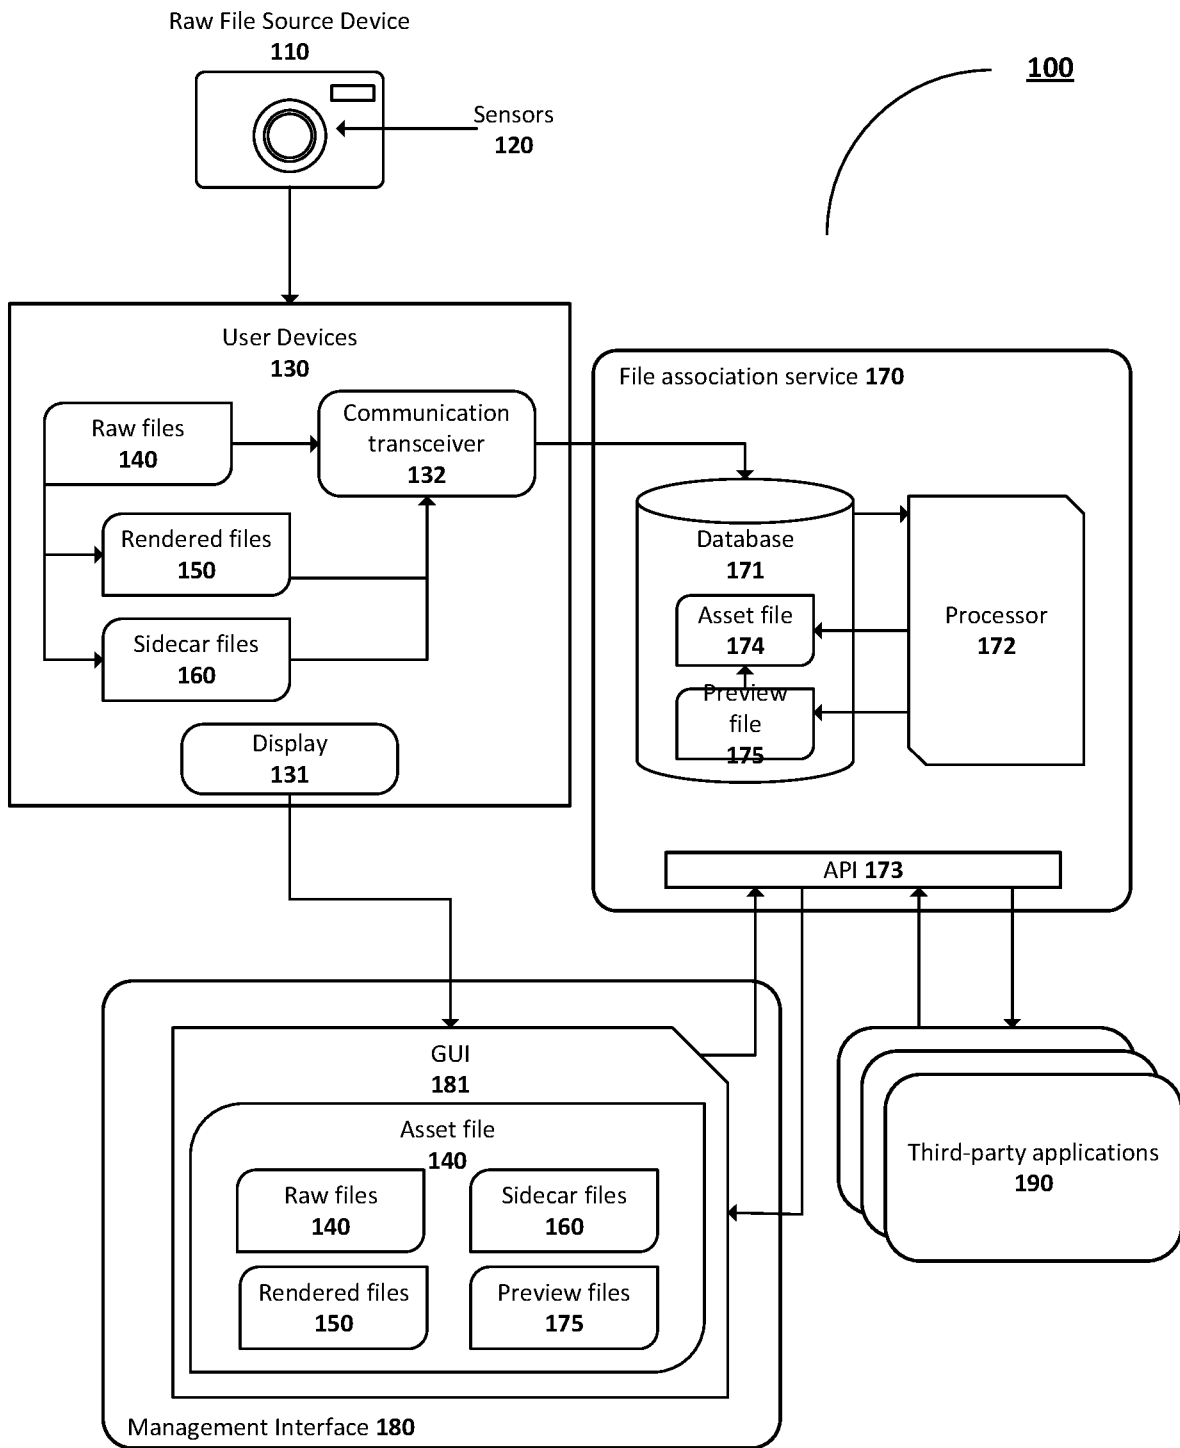 Raw File Source Device
110
100
Sensors
120
User Devices
130
Raw files
140
Communication
transceiver
132
Rendered files
150
Sidecar files
160
Display
131
File association service 170
Database
171
Asset file
174
Preview
file
175
Processor
172
API 173
GUI
181
Asset file
140
Raw files
140
Sidecar files
160
Rendered files
150
Preview files
175
Management Interface 180
Third-party applications
190